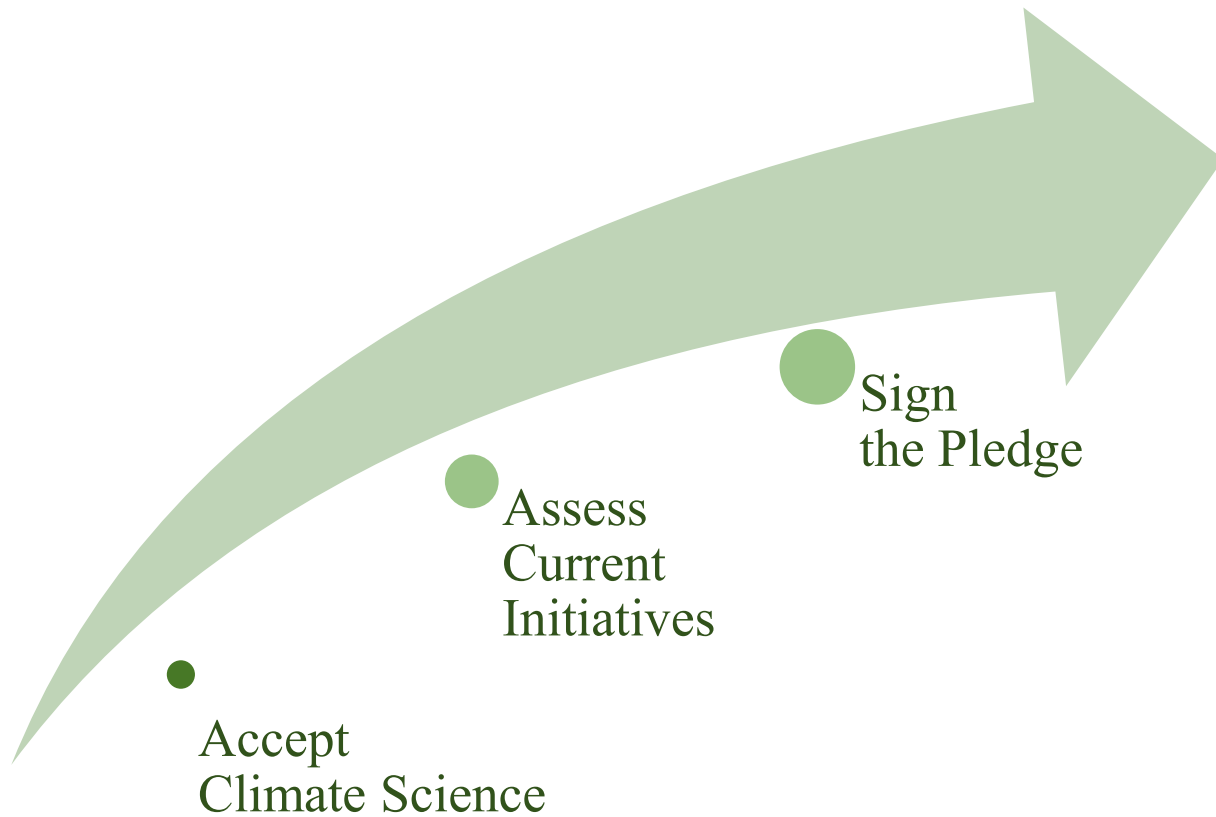 Accept
Climate Science
Assess
Current
Initiatives
Sign
the Pledge